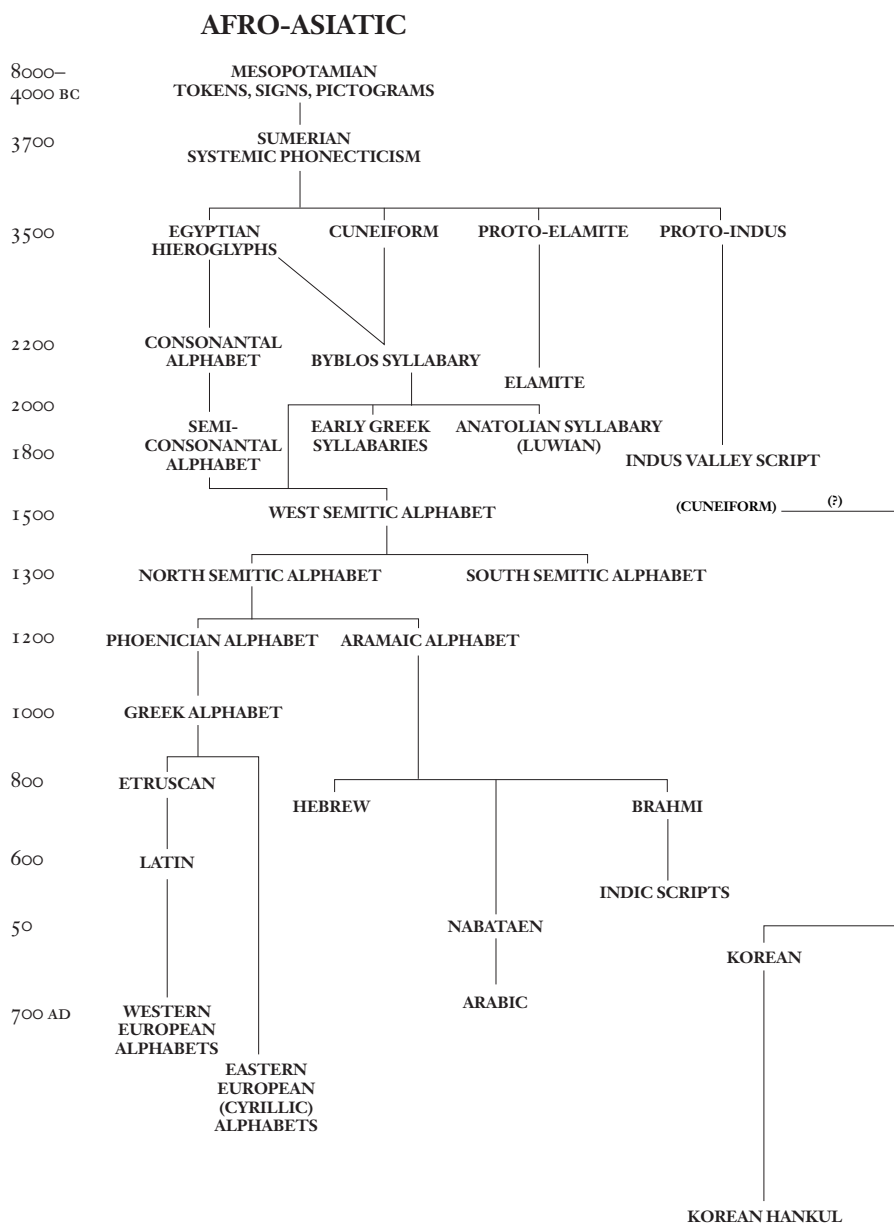 AFRO-ASIATIC
8000–
4000 BC
MESOPOTAMIAN
TOKENS, SIGNS, PICTOGRAMS
3700
SUMERIAN
SYSTEMIC PHONECTICISM
3500
EGYPTIAN
HIEROGLYPHS
CUNEIFORM
PROTO-ELAMITE
PROTO-INDUS
2200
CONSONANTAL
ALPHABET
BYBLOS SYLLABARY
ELAMITE
2000
SEMI-
CONSONANTAL
ALPHABET
EARLY GREEK
SYLLABARIES
ANATOLIAN SYLLABARY
(LUWIAN)
1800
INDUS VALLEY SCRIPT
1500
WEST SEMITIC ALPHABET
(CUNEIFORM)
(?)
1300
NORTH SEMITIC ALPHABET
SOUTH SEMITIC ALPHABET
1200
PHOENICIAN ALPHABET
ARAMAIC ALPHABET
1000
GREEK ALPHABET
800
ETRUSCAN
HEBREW
BRAHMI
600
LATIN
INDIC SCRIPTS
50
NABATAEN
KOREAN
700 AD
WESTERN
EUROPEAN
ALPHABETS
ARABIC
EASTERN
EUROPEAN
(CYRILLIC)
ALPHABETS
KOREAN HANKUL